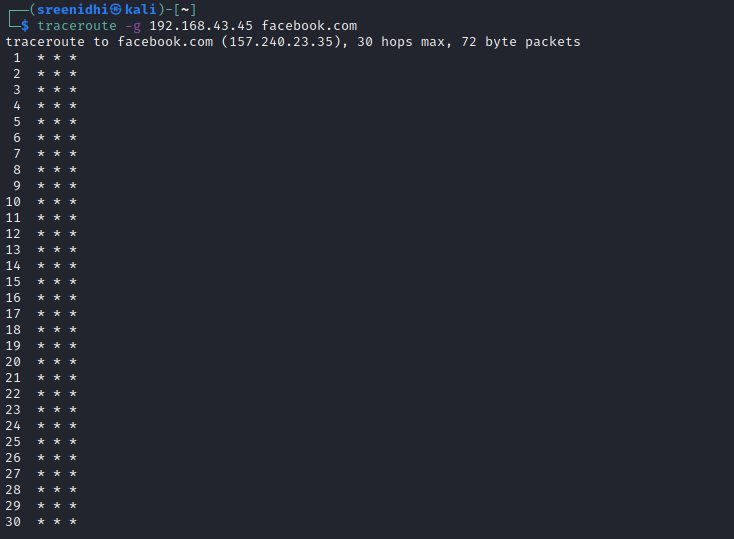 ┌──(sreenidhi㉿kali)-[~]
└─$ traceroute -g 192.168.43.45 facebook.com
traceroute to facebook.com (157.240.23.35), 30 hops max, 72 byte packets
 1  * * *
 2  * * *
 3  * * *
 4  * * *
 5  * * *
 6  * * *
 7  * * *
 8  * * *
 9  * * *
10  * * *
11  * * *
12  * * *
13  * * *
14  * * *
15  * * *
16  * * *
17  * * *
18  * * *
19  * * *
20  * * *
21  * * *
22  * * *
23  * * *
24  * * *
25  * * *
26  * * *
27  * * *
28  * * *
29  * * *
30  * * *